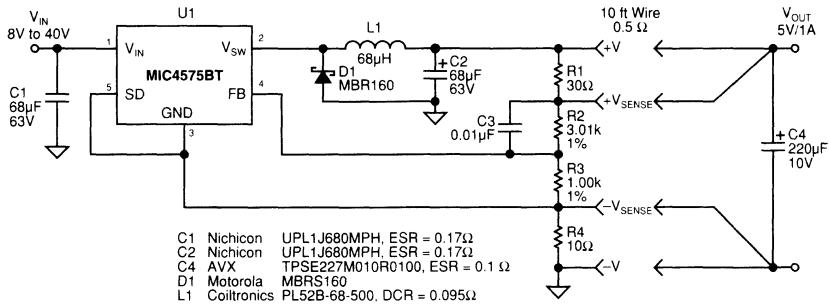 V_IN
8V to 40V
U1
1
V_IN
MIC4575BT
5
SD
GND
3
V_SW
2
FB
4
C1
68µF
63V
L1
68µH
D1
MBR160
+
C2
68µF
63V
C3
0.01µF
R1
30Ω
R2
3.01k
1%
R3
1.00k
1%
R4
10Ω
10 ft Wire
0.5 Ω
+V
+V_SENSE
−V_SENSE
−V
V_OUT
5V/1A
+
C4
220µF
10V
C1 Nichicon UPL1J680MPH, ESR = 0.17Ω
C2 Nichicon UPL1J680MPH, ESR = 0.17Ω
C4 AVX TPSE227M010R0100, ESR = 0.1 Ω
D1 Motorola MBRS160
L1 Coiltronics PL52B-68-500, DCR = 0.095Ω